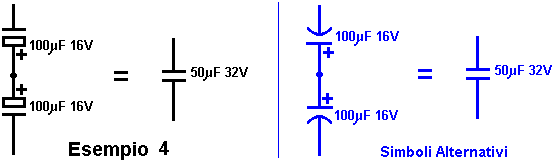 100µF 16V
+
=
50µF 32V
+
100µF 16V
Esempio 4
100µF 16V
+
=
50µF 32V
+
100µF 16V
Simboli Alternativi